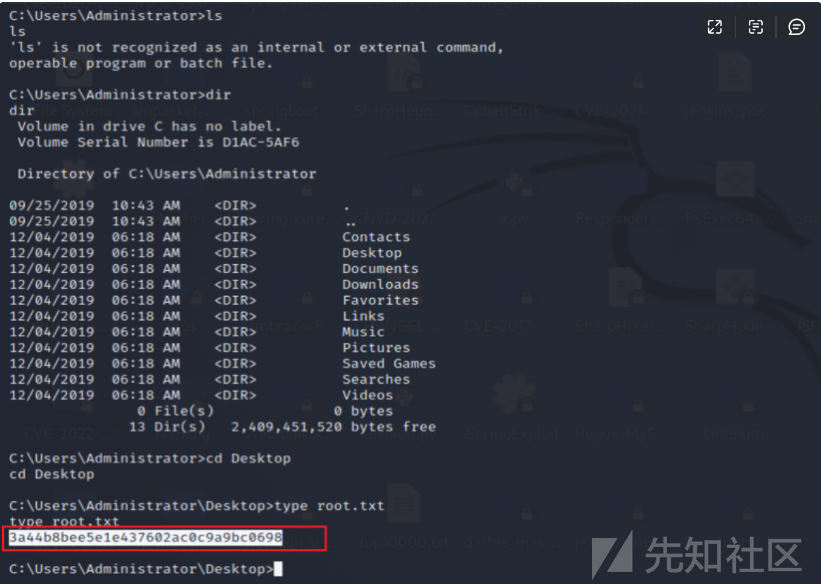 C:\Users\Administrator>ls
ls
'ls' is not recognized as an internal or external command,
operable program or batch file.
C:\Users\Administrator>dir
dir
 Volume in drive C has no label.
 Volume Serial Number is D1AC-5AF6
 Directory of C:\Users\Administrator
09/25/2019  10:43 AM    <DIR>          .
09/25/2019  10:43 AM    <DIR>          ..
12/04/2019  06:18 AM    <DIR>          Contacts
12/04/2019  06:18 AM    <DIR>          Desktop
12/04/2019  06:18 AM    <DIR>          Documents
12/04/2019  06:18 AM    <DIR>          Downloads
12/04/2019  06:18 AM    <DIR>          Favorites
12/04/2019  06:18 AM    <DIR>          Links
12/04/2019  06:18 AM    <DIR>          Music
12/04/2019  06:18 AM    <DIR>          Pictures
12/04/2019  06:18 AM    <DIR>          Saved Games
12/04/2019  06:18 AM    <DIR>          Searches
12/04/2019  06:18 AM    <DIR>          Videos
               0 File(s)              0 bytes
              13 Dir(s)   2,409,451,520 bytes free
C:\Users\Administrator>cd Desktop
cd Desktop
C:\Users\Administrator\Desktop>type root.txt
type root.txt
3a44b8bee5e1e437602ac0c9a9bc0698
C:\Users\Administrator\Desktop>
先知社区